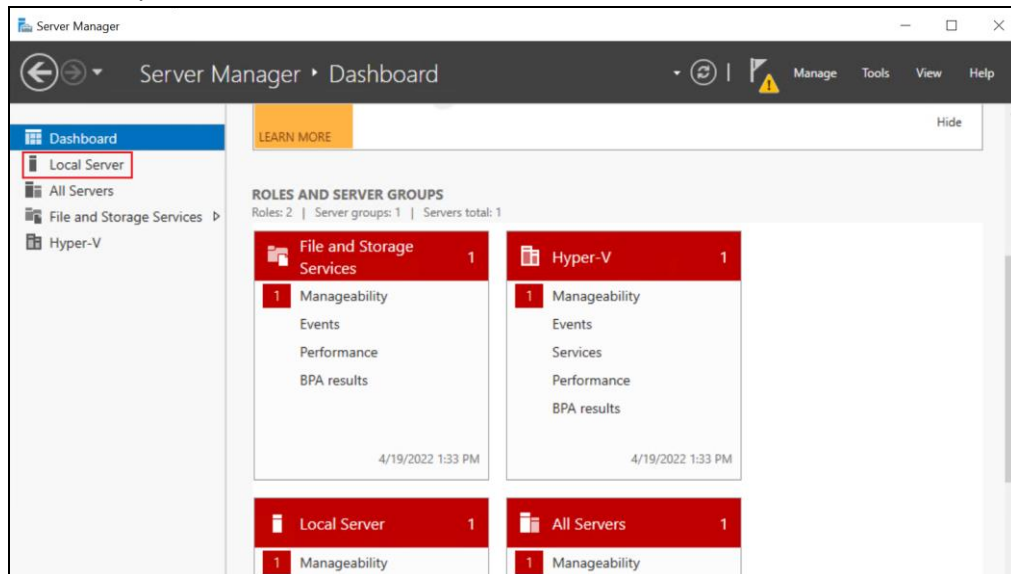 Server Manager
Server Manager • Dashboard
Manage Tools View Help
Dashboard
Local Server
All Servers
File and Storage Services
Hyper-V
LEARN MORE
Hide
ROLES AND SERVER GROUPS
Roles: 2 | Server groups: 1 | Servers total: 1
File and Storage Services 1
1 Manageability
Events
Performance
BPA results
4/19/2022 1:33 PM
Hyper-V 1
1 Manageability
Events
Services
Performance
BPA results
4/19/2022 1:33 PM
Local Server 1
1 Manageability
All Servers 1
1 Manageability